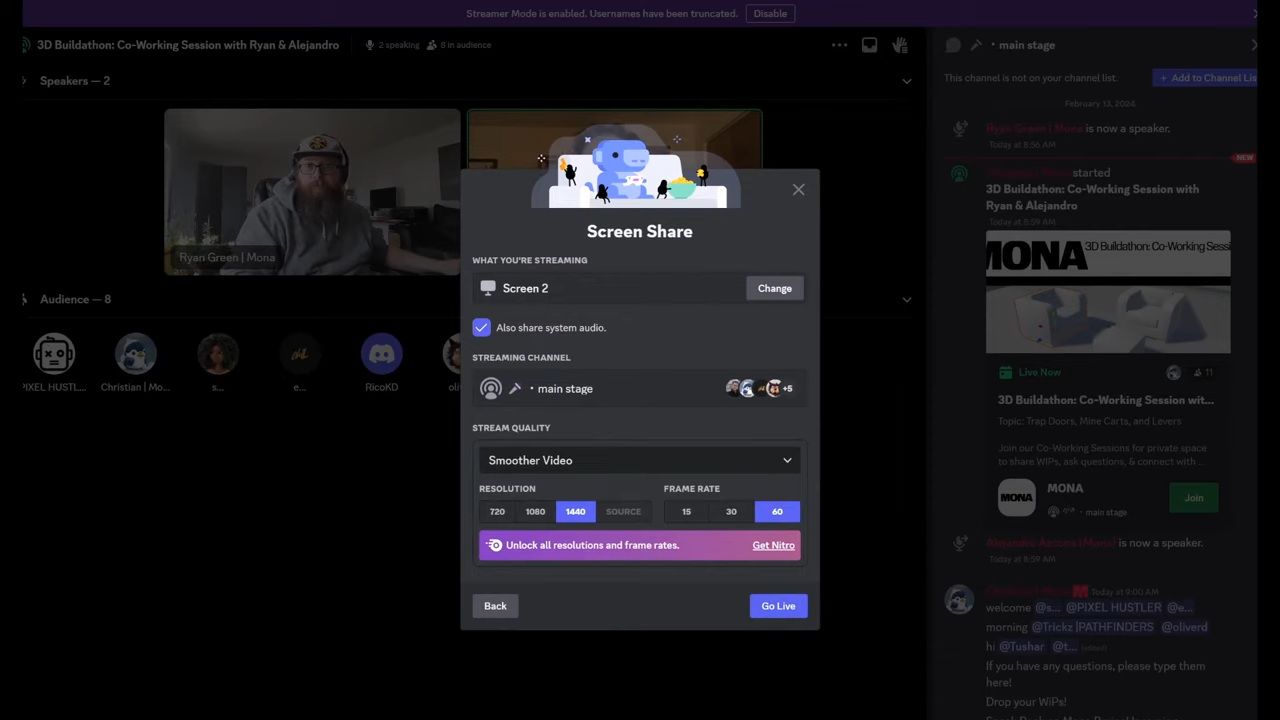 Streamer Mode is enabled. Usernames have been truncated.
Disable
3D Buildathon: Co-Working Session with Ryan & Alejandro
2 speaking
8 in audience
Speakers — 2
Ryan Green | Mona
Audience — 8
PIXEL HUSTL...
Christian | Mo...
s...
e...
RicoKD
Screen Share
WHAT YOU'RE STREAMING
Screen 2
Change
Also share system audio.
STREAMING CHANNEL
• main stage
+5
STREAM QUALITY
Smoother Video
RESOLUTION
FRAME RATE
720
1080
1440
SOURCE
15
30
60
Unlock all resolutions and frame rates.
Get Nitro
Back
Go Live
• main stage
This channel is not on your channel list.
+ Add to Channel Lis
February 13, 2024
Ryan Green | Mona is now a speaker.
Today at 8:56 AM
NEW
started
3D Buildathon: Co-Working Session with
Ryan & Alejandro
Today at 8:59 AM
MONA
3D Buildathon: Co-Working Sessi
Live Now
11
3D Buildathon: Co-Working Session wit...
Topic: Trap Doors, Mine Carts, and Levers
Join our Co-Working Sessions for private space
to share WIPs, ask questions, & connect with ...
MONA
MONA
• main stage
Join
is now a speaker.
Today at 8:59 AM
Today at 9:00 AM
welcome @s... @PIXEL HUSTLER @e...
morning @Trickz |PATHFINDERS @oliverd
hi @Tushar @t... (edited)
If you have any questions, please type them
here!
Drop your WiPs!